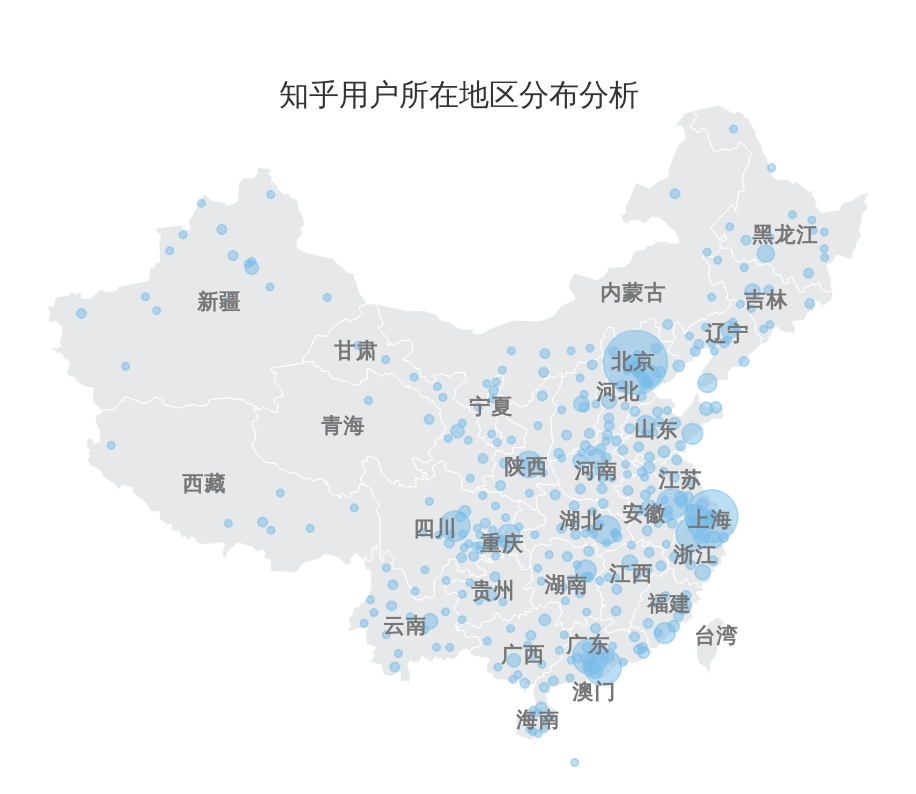 知乎用户所在地区分布分析
黑龙江
内蒙古
吉林
新疆
辽宁
甘肃
北京
河北
宁夏
青海
山东
陕西
河南
西藏
江苏
安徽
湖北
上海
四川
重庆
浙江
江西
湖南
贵州
福建
云南
台湾
广东
广西
澳门
海南